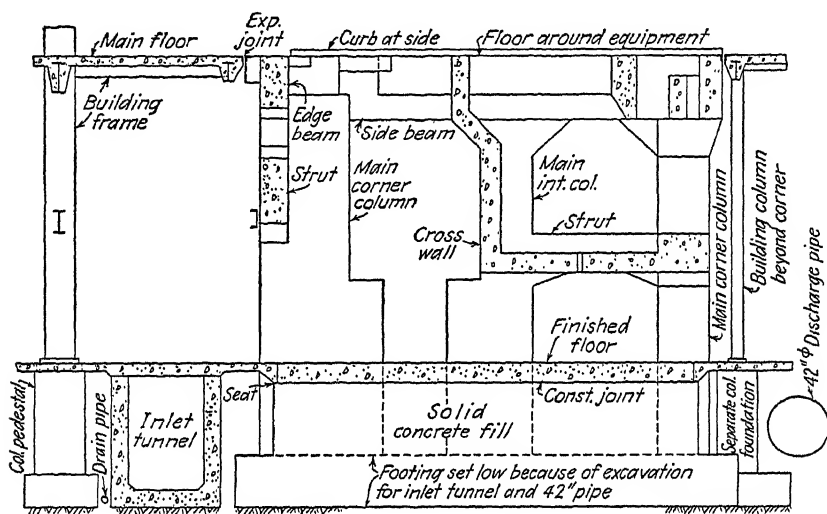 Exp.
joint
Main floor
Curb at side
Floor around equipment
Building
frame
Edge
beam
Side beam
Strut
Main
corner
column
Main
int. col.
Strut
Cross
wall
Main corner column
Building column
beyond corner
42"φ Discharge pipe
Finished
floor
Seat
Const. joint
Col. pedestal
Drain pipe
Inlet
tunnel
Solid
concrete fill
Separate col.
foundation
Footing set low because of excavation
for inlet tunnel and 42" pipe